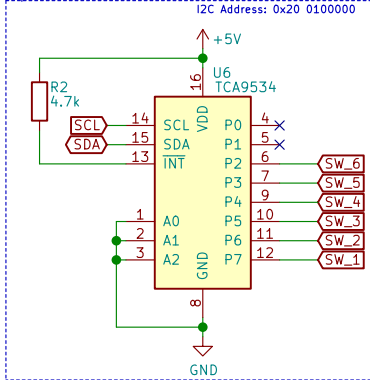 I2C Address: 0x20 0100000
+5V
U6
TCA9534
R2
4.7k
16
VDD
SCL 14 SCL P0 4
SDA 15 SDA P1 5
13 INT P2 6 SW_6
P3 7 SW_5
P4 9 SW_4
1 A0 P5 10 SW_3
2 A1 P6 11 SW_2
3 A2 P7 12 SW_1
GND
8
GND